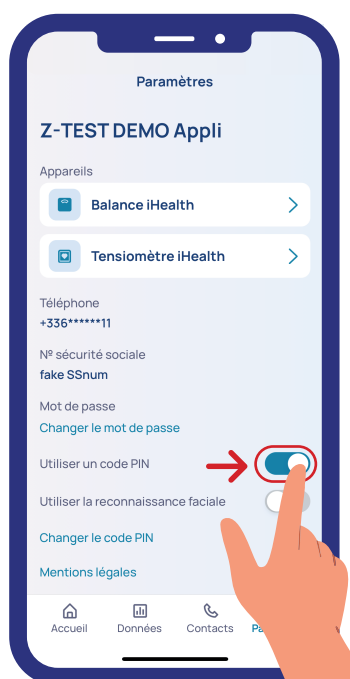 Paramètres
Z-TEST DEMO Appli
Appareils
Balance iHealth
Tensiomètre iHealth
Téléphone
+336******11
Nº sécurité sociale
fake SSnum
Mot de passe
Changer le mot de passe
Utiliser un code PIN
Utiliser la reconnaissance faciale
Changer le code PIN
Mentions légales
Accueil Données Contacts